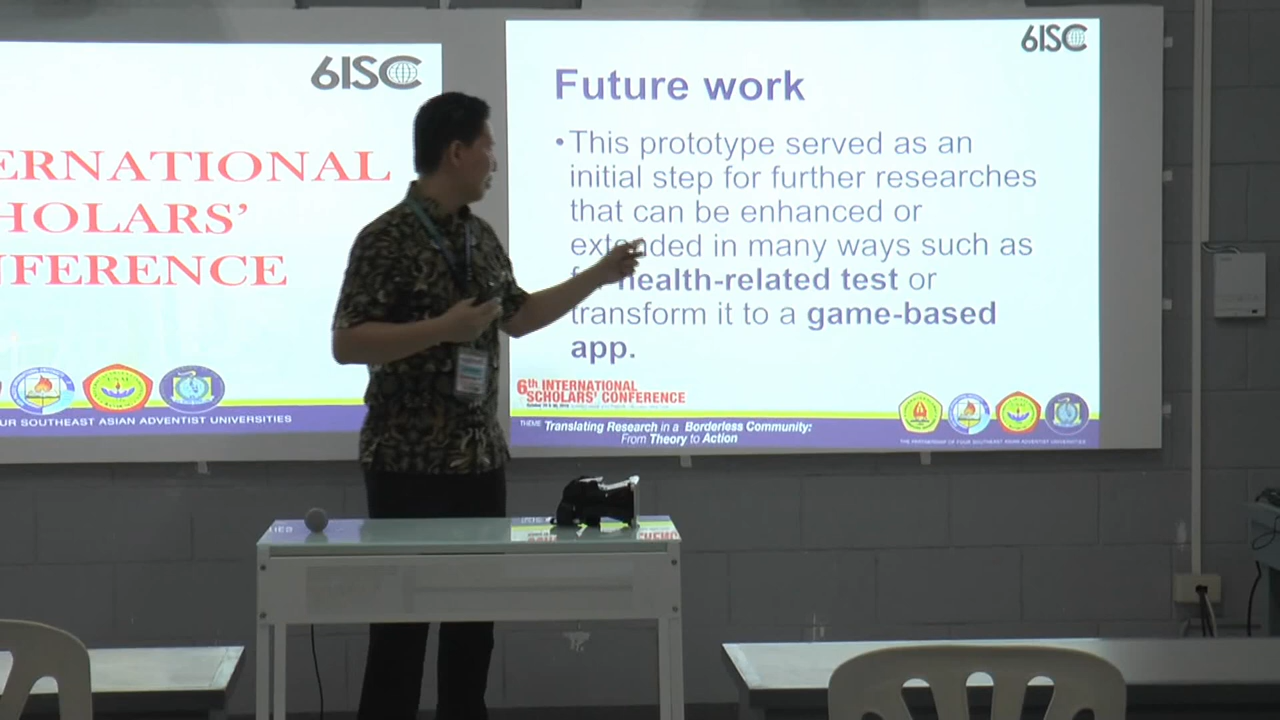 6ISC
ERNATIONAL
HOLARS'
FERENCE
UR SOUTHEAST ASIAN ADVENTIST UNIVERSITIES
6ISC
Future work
•This prototype served as an
initial step for further researches
that can be enhanced or
extended in many ways such as
health-related test or
transform it to a game-based
app.
6th INTERNATIONAL
SCHOLARS' CONFERENCE
THEME: Translating Research in a Borderless Community:
From Theory to Action
THE PARTNERSHIP OF FOUR SOUTHEAST ASIAN ADVENTIST UNIVERSITIES